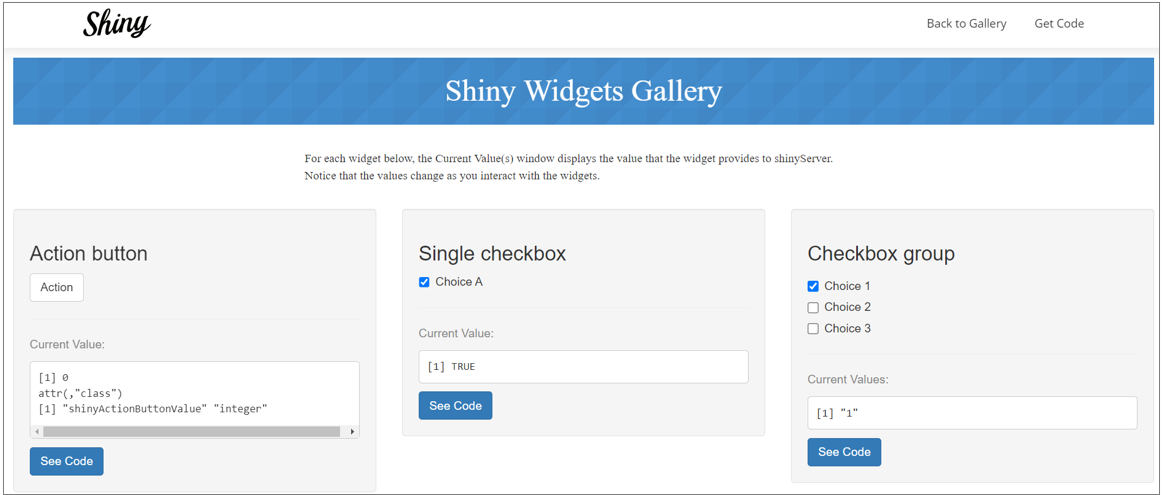 Shiny
Back to Gallery
Get Code
Shiny Widgets Gallery
For each widget below, the Current Value(s) window displays the value that the widget provides to shinyServer.
Notice that the values change as you interact with the widgets.
Action button
Action
Current Value:
[1] 0
attr(,"class")
[1] "shinyActionButtonValue" "integer"
See Code
Single checkbox
Choice A
Current Value:
[1] TRUE
See Code
Checkbox group
Choice 1
Choice 2
Choice 3
Current Values:
[1] "1"
See Code